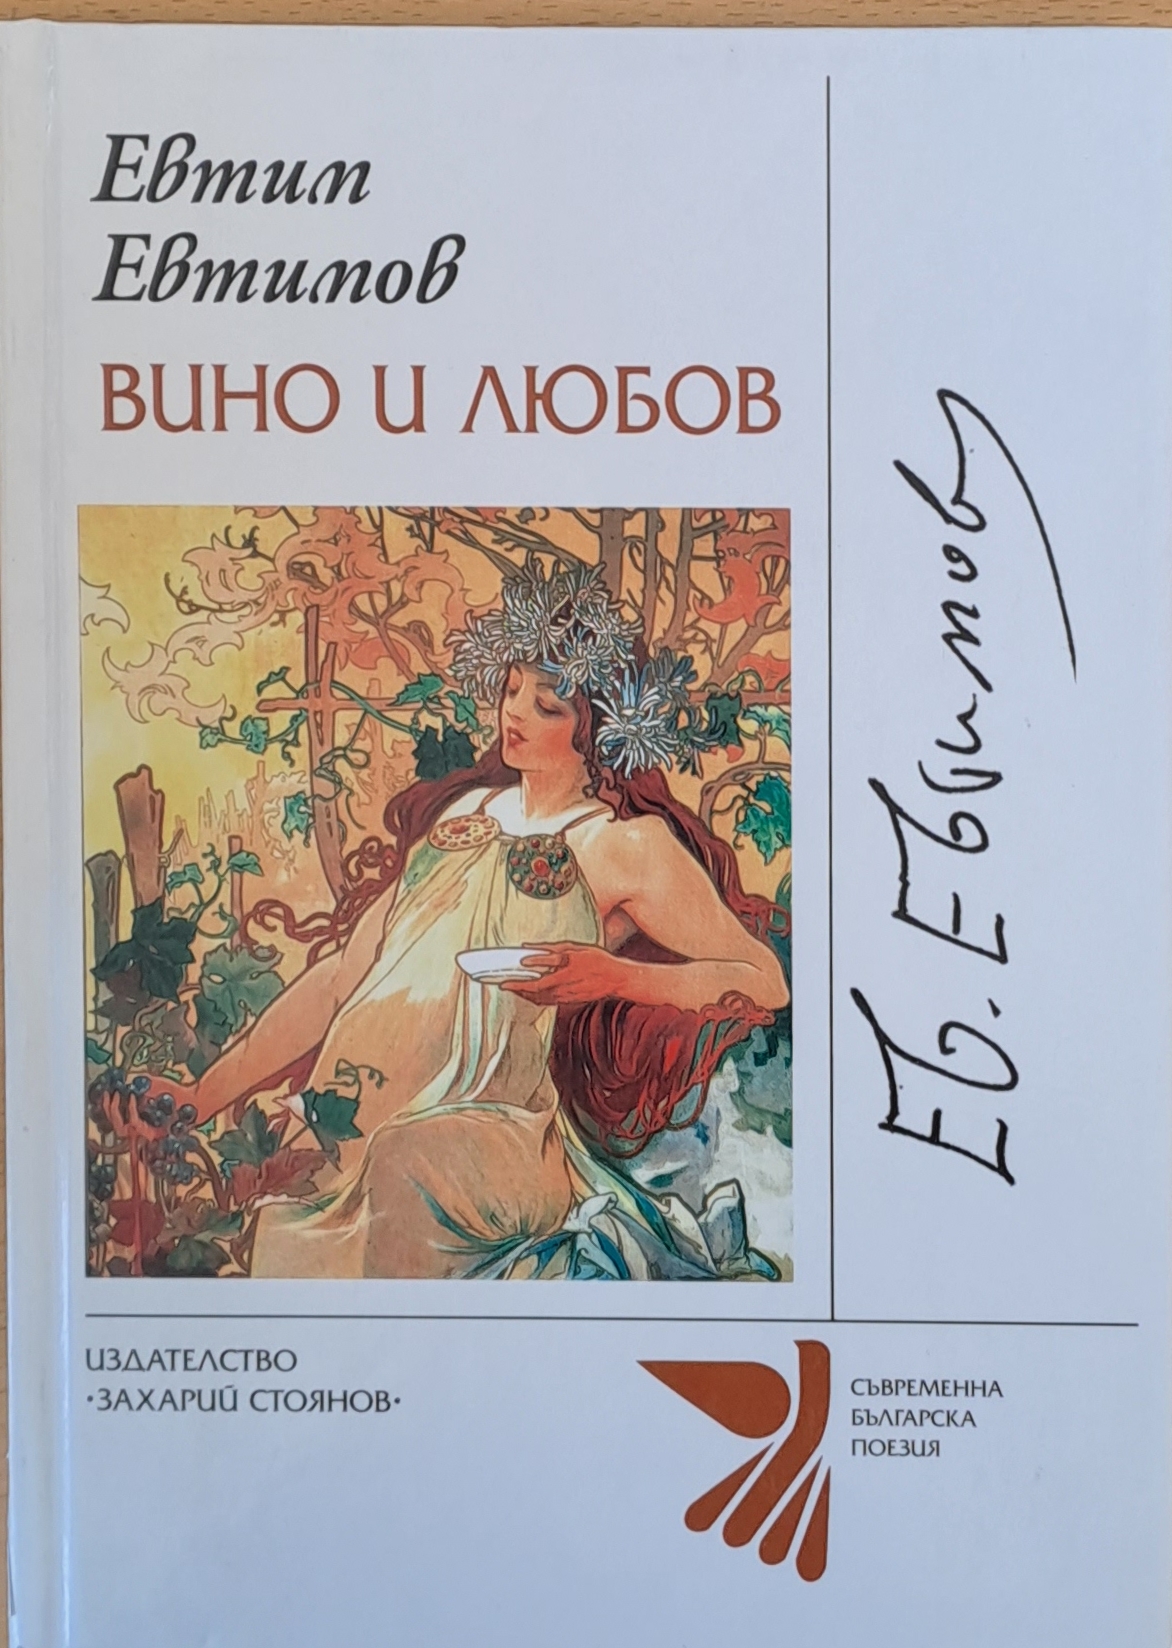 Евтим
Евтимов
ВИНО И ЛЮБОВ
Ев. Евтимов
ИЗДАТЕЛСТВО
·ЗАХАРИЙ СТОЯНОВ·
СЪВРЕМЕННА
БЪЛГАРСКА
ПОЕЗИЯ